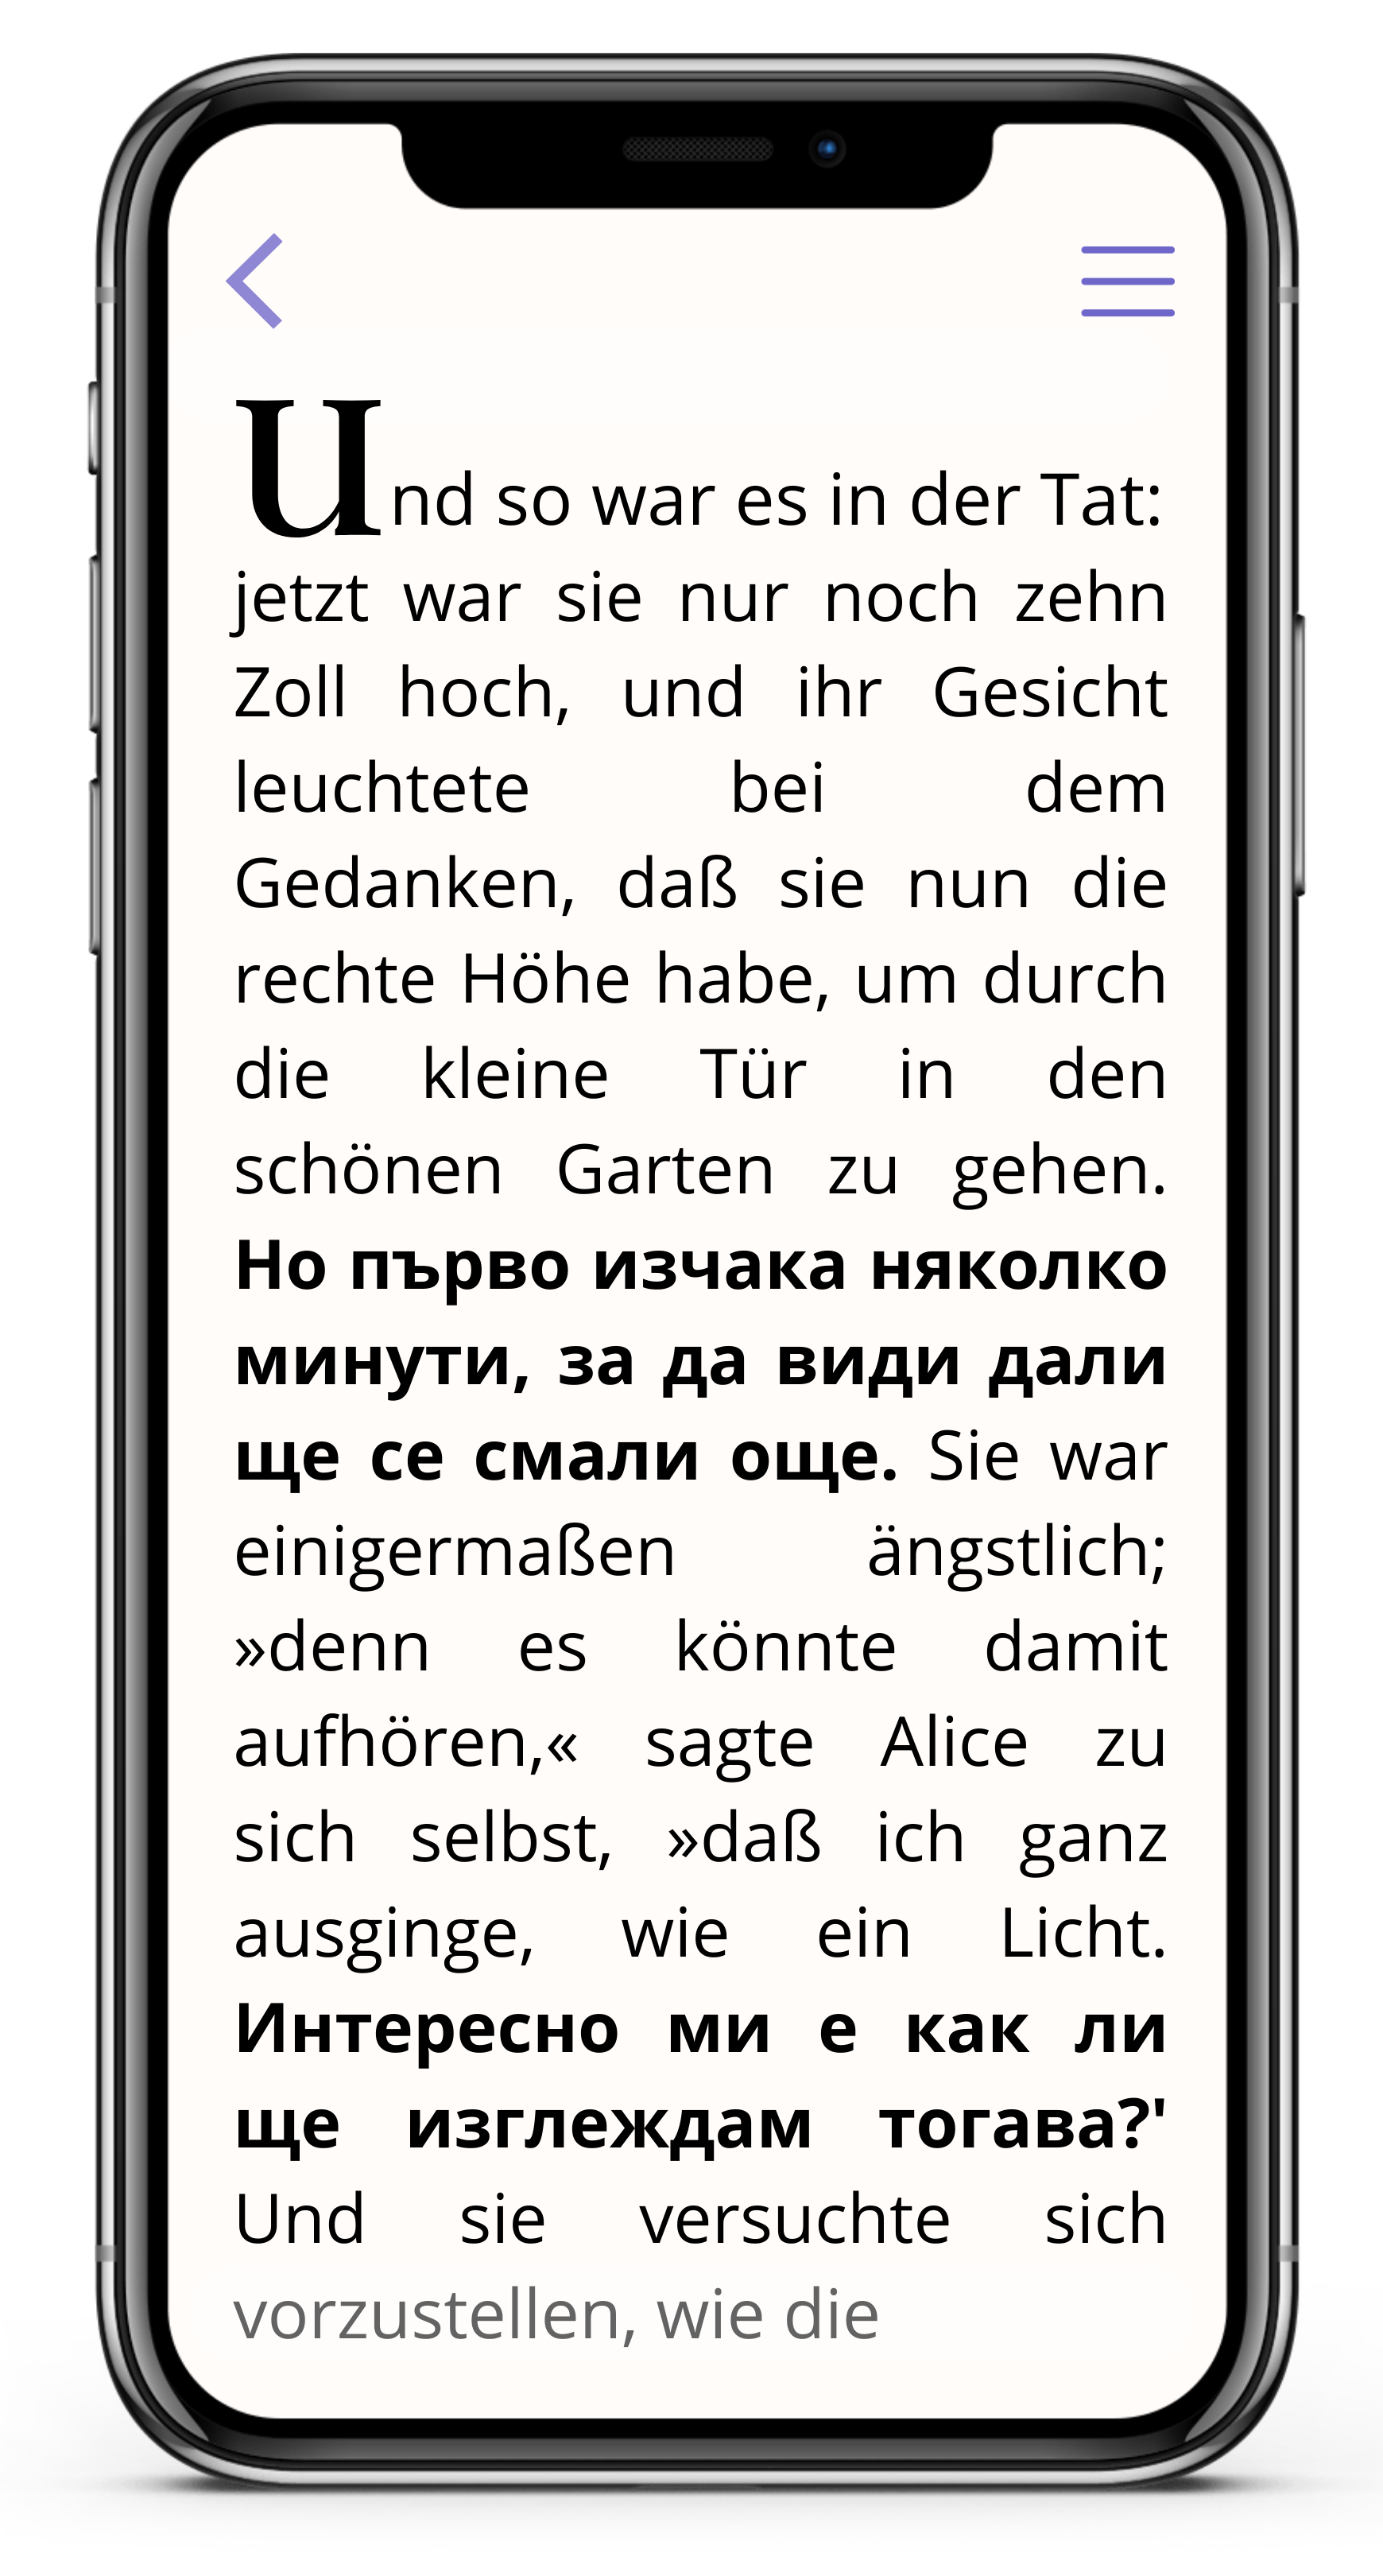 Und so war es in der Tat:
jetzt war sie nur noch zehn
Zoll hoch, und ihr Gesicht
leuchtete bei dem
Gedanken, daß sie nun die
rechte Höhe habe, um durch
die kleine Tür in den
schönen Garten zu gehen.
Но първо изчака няколко
минути, за да види дали
ще се смали още. Sie war
einigermaßen ängstlich;
»denn es könnte damit
aufhören,« sagte Alice zu
sich selbst, »daß ich ganz
ausginge, wie ein Licht.
Интересно ми е как ли
ще изглеждам тогава?'
Und sie versuchte sich
vorzustellen, wie die